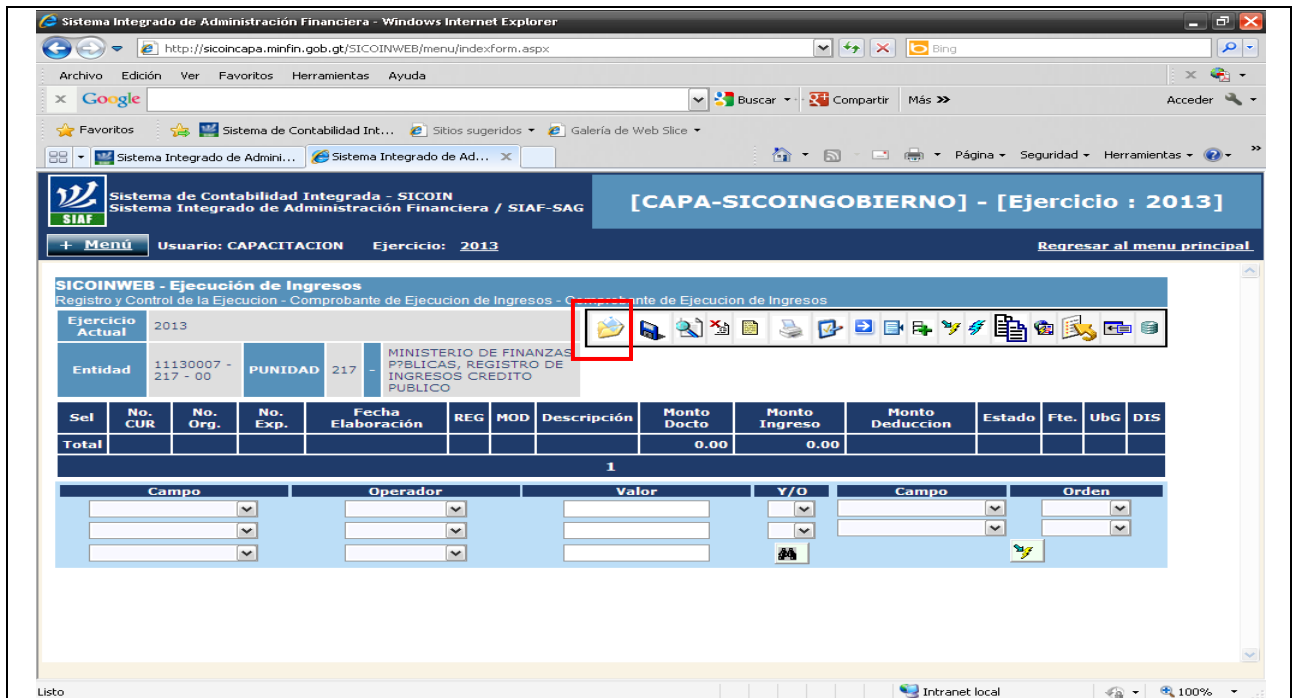 Sistema Integrado de Administración Financiera - Windows Internet Explorer
http://sicoincapa.minfin.gob.gt/SICOINWEB/menu/indexform.aspx
Bing
Archivo Edición Ver Favoritos Herramientas Ayuda
Google Buscar Compartir Más Acceder
Favoritos Sistema de Contabilidad Int... Sitios sugeridos Galería de Web Slice
Sistema Integrado de Admini... Sistema Integrado de Ad... Página Seguridad Herramientas
SIAF
Sistema de Contabilidad Integrada - SICOIN
Sistema Integrado de Administración Financiera / SIAF-SAG
[CAPA-SICOINGOBIERNO] - [Ejercicio : 2013]
+ Menú Usuario: CAPACITACION Ejercicio: 2013 Regresar al menu principal
SICOINWEB - Ejecución de Ingresos
Registro y Control de la Ejecucion - Comprobante de Ejecucion de Ingresos - Comprobante de Ejecucion de Ingresos
Ejercicio Actual 2013
Entidad 11130007 - 217 - 00 PUNIDAD 217 -
MINISTERIO DE FINANZAS
P?BLICAS, REGISTRO DE
INGRESOS CREDITO
PUBLICO
Sel No. CUR No. Org. No. Exp. Fecha Elaboración REG MOD Descripción Monto Docto Monto Ingreso Monto Deduccion Estado Fte. UbG DIS
Total 0.00 0.00
1
Campo Operador Valor Y/O Campo Orden
Listo Intranet local 100%